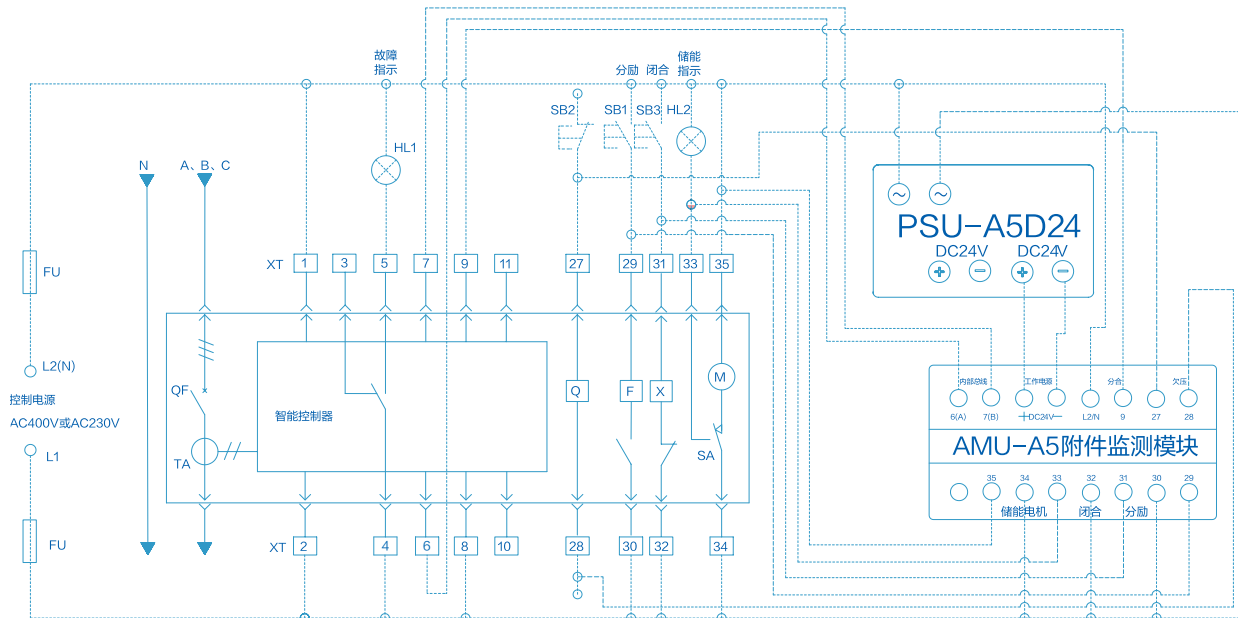 故障
指示
储能
指示
分励 闭合
SB2 SB1 SB3 HL2
HL1
N A、B、C
PSU-A5D24
DC24V DC24V
FU
XT 1 3 5 7 9 11 27 29 31 33 35
L2(N)
控制电源
AC400V或AC230V
L1
QF
TA
智能控制器
Q F X M
SA
内部总线 工作电源 分合 欠压
6(A) 7(B) +DC24V- L2/N 9 27 28
AMU-A5附件监测模块
35 34 33 32 31 30 29
储能电机 闭合 分励
FU
XT 2 4 6 8 10 28 30 32 34